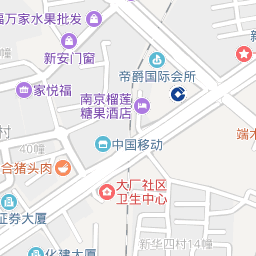 福万家水果批发
新安门窗
帝爵国际会所
家悦福
南京榴莲
糖果酒店
村
40幢
中国移动
端木
合猪头肉
大厂社区
卫生中心
证券大厦
新华四村14幢
化建大厦